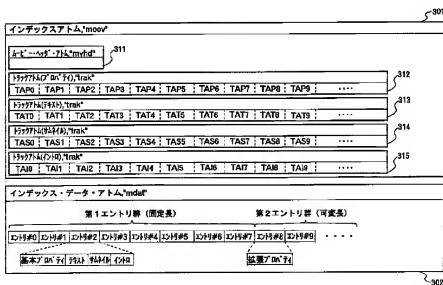 301
インデックスアトム,"moov"
ムービー・ヘッダ・アトム"mvhd"
311
トラックアトム(プロパティ),"trak"
312
TAP0 TAP1 TAP2 TAP3 TAP4 TAP5 TAP6 TAP7 TAP8 TAP9 ‥‥
トラックアトム(テキスト),"trak"
313
TAT0 TAT1 TAT2 TAT3 TAT4 TAT5 TAT6 TAT7 TAT8 TAT9 ‥‥
トラックアトム(サムネイル),"trak"
314
TAS0 TAS1 TAS2 TAS3 TAS4 TAS5 TAS6 TAS7 TAS8 TAS9 ‥‥
トラックアトム(イントロ),"trak"
315
TAI0 TAI1 TAI2 TAI3 TAI4 TAI5 TAI6 TAI7 TAI8 TAI9 ‥‥
インデックス・データ・アトム,"mdat"
第1エントリ群(固定長) 第2エントリ群(可変長)
エントリ#0 エントリ#1 エントリ#2 エントリ#3 エントリ#4 エントリ#5 エントリ#6 エントリ#7 エントリ#8 エントリ#9 ‥‥
基本プロパティ テキスト サムネイル イントロ 拡張プロパティ
302